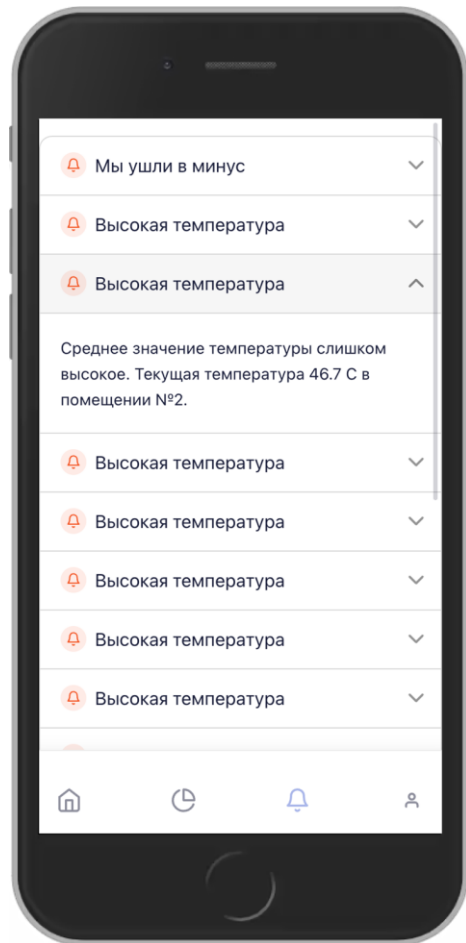 Мы ушли в минус
Высокая температура
Высокая температура
Среднее значение температуры слишком
высокое. Текущая температура 46.7 С в
помещении №2.
Высокая температура
Высокая температура
Высокая температура
Высокая температура
Высокая температура